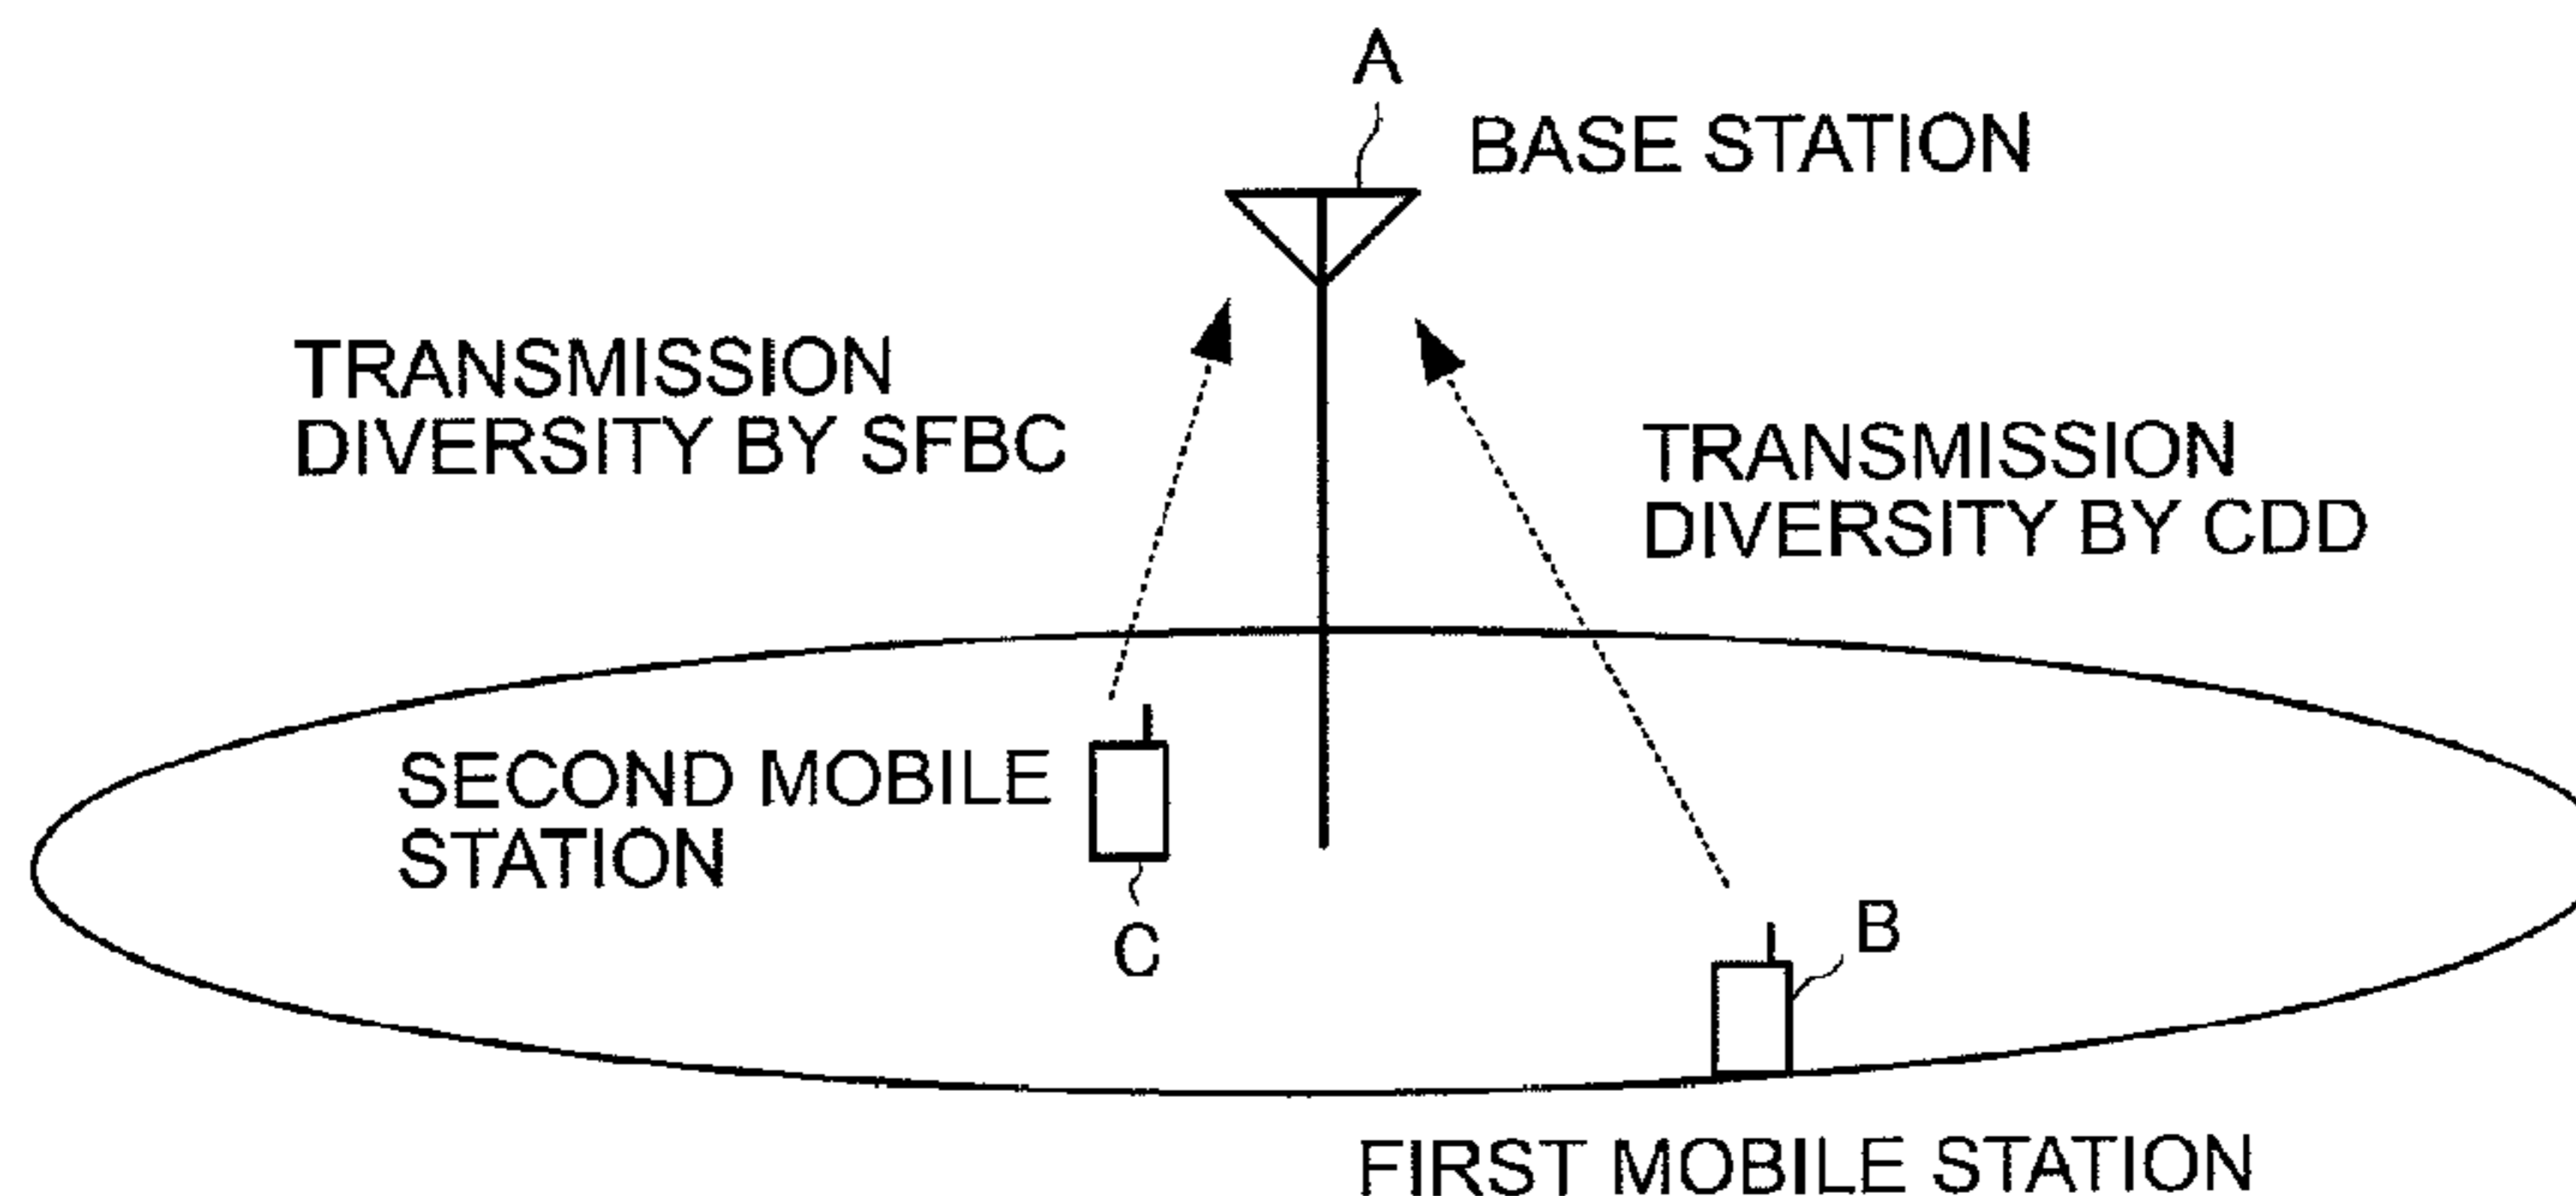 A
BASE STATION
TRANSMISSION
DIVERSITY BY SFBC
TRANSMISSION
DIVERSITY BY CDD
SECOND MOBILE
STATION
C
B
FIRST MOBILE STATION